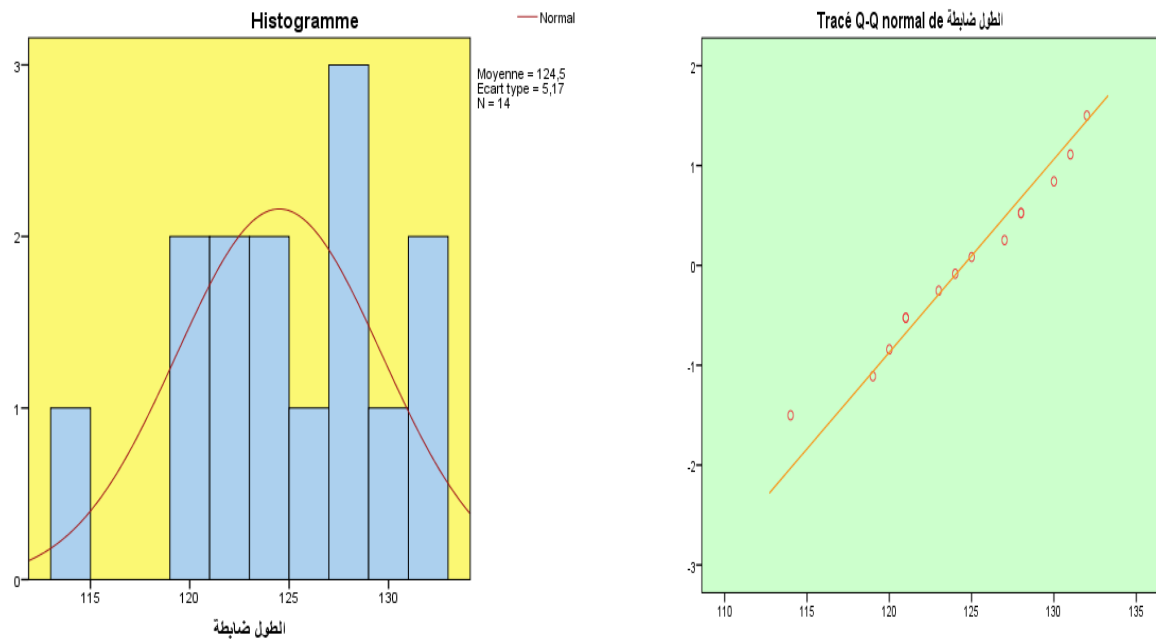 Histogramme
Normal
Moyenne = 124,5
Ecart type = 5,17
N = 14
3
2
1
0
115
120
125
130
الطول ضابطة
Tracé Q-Q normal de الطول ضابطة
2
1
0
-1
-2
-3
110
115
120
125
130
135